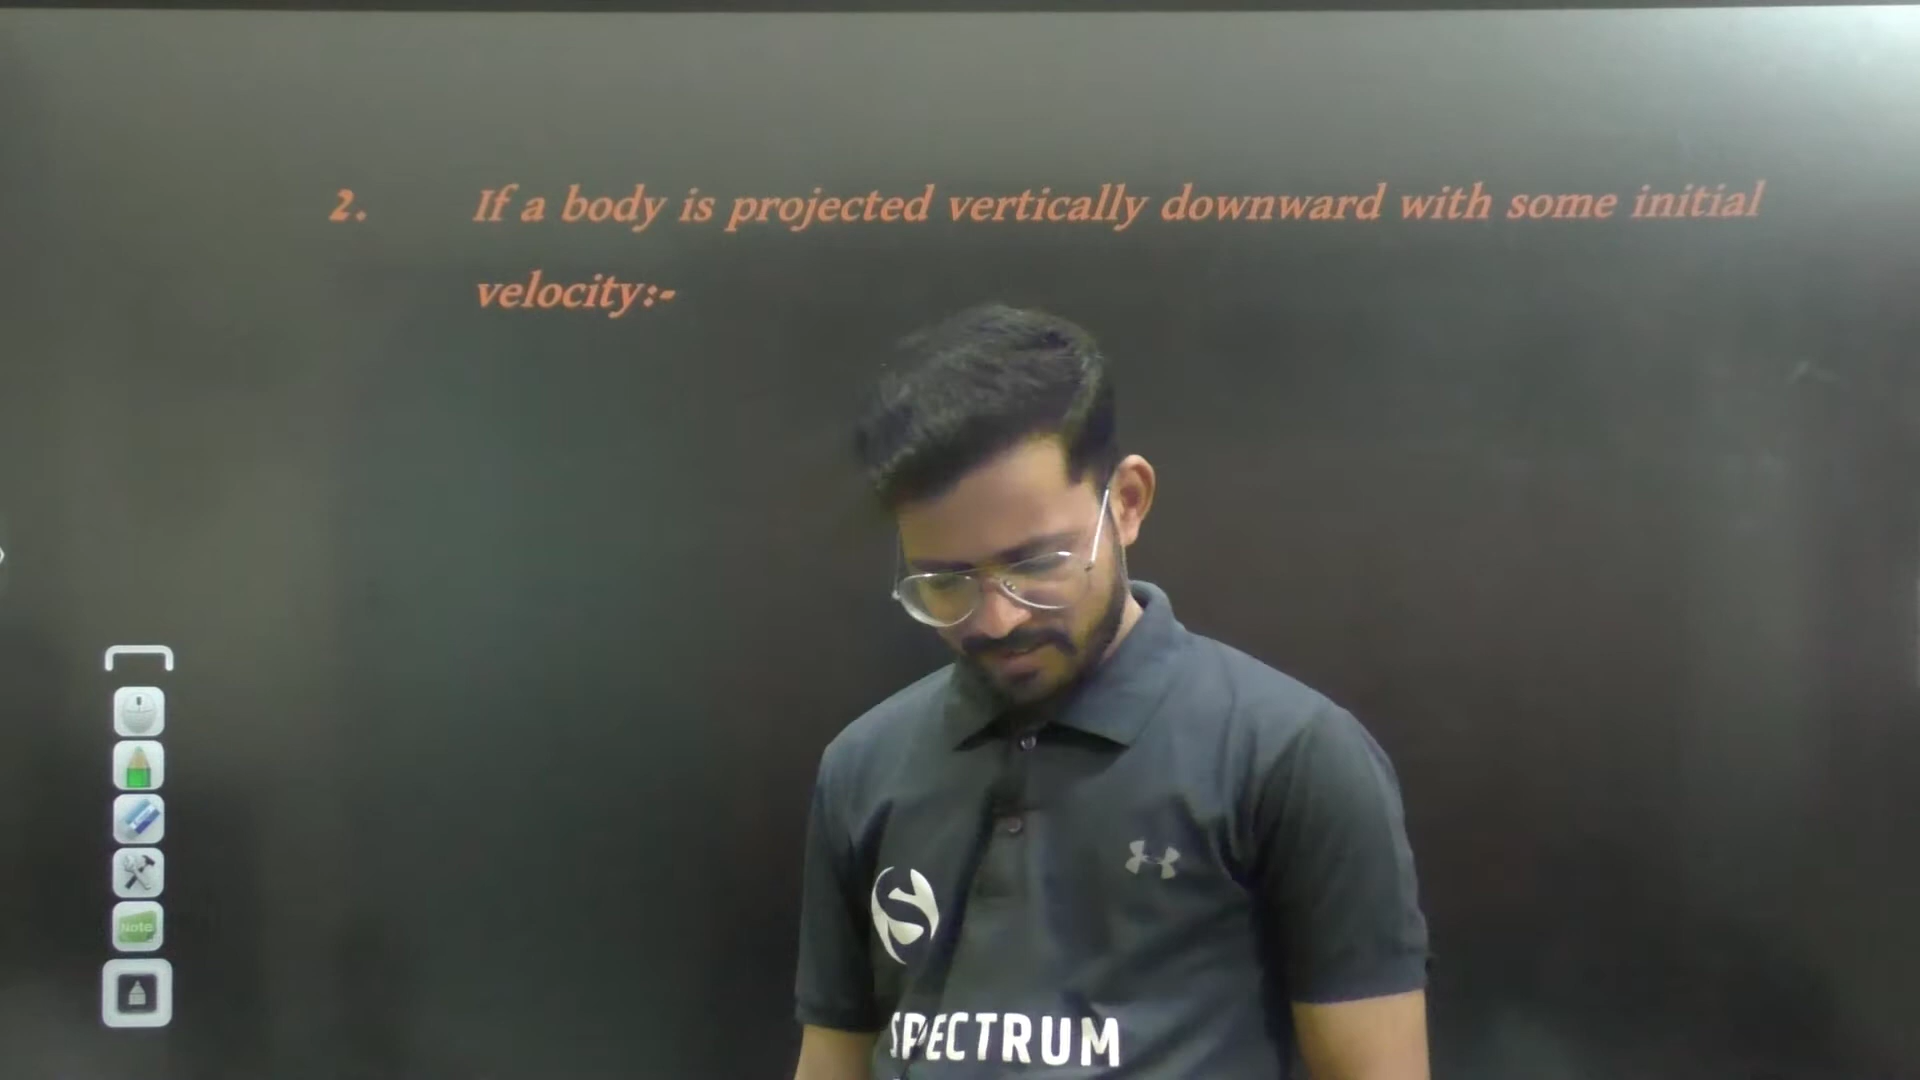 2. If a body is projected vertically downward with some initial
velocity:-
Note
SPECTRUM